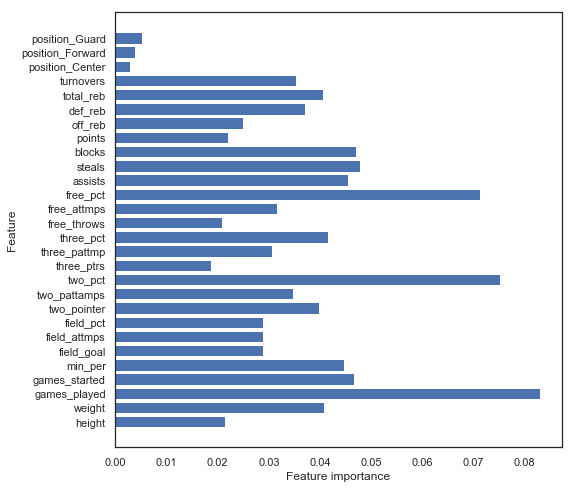 position_Guard
position_Forward
position_Center
turnovers
total_reb
def_reb
off_reb
points
blocks
steals
assists
free_pct
free_attmps
free_throws
three_pct
three_pattmp
three_ptrs
two_pct
two_pattamps
two_pointer
field_pct
field_attmps
field_goal
min_per
games_started
games_played
weight
height
Feature
0.00 0.01 0.02 0.03 0.04 0.05 0.06 0.07 0.08
Feature importance